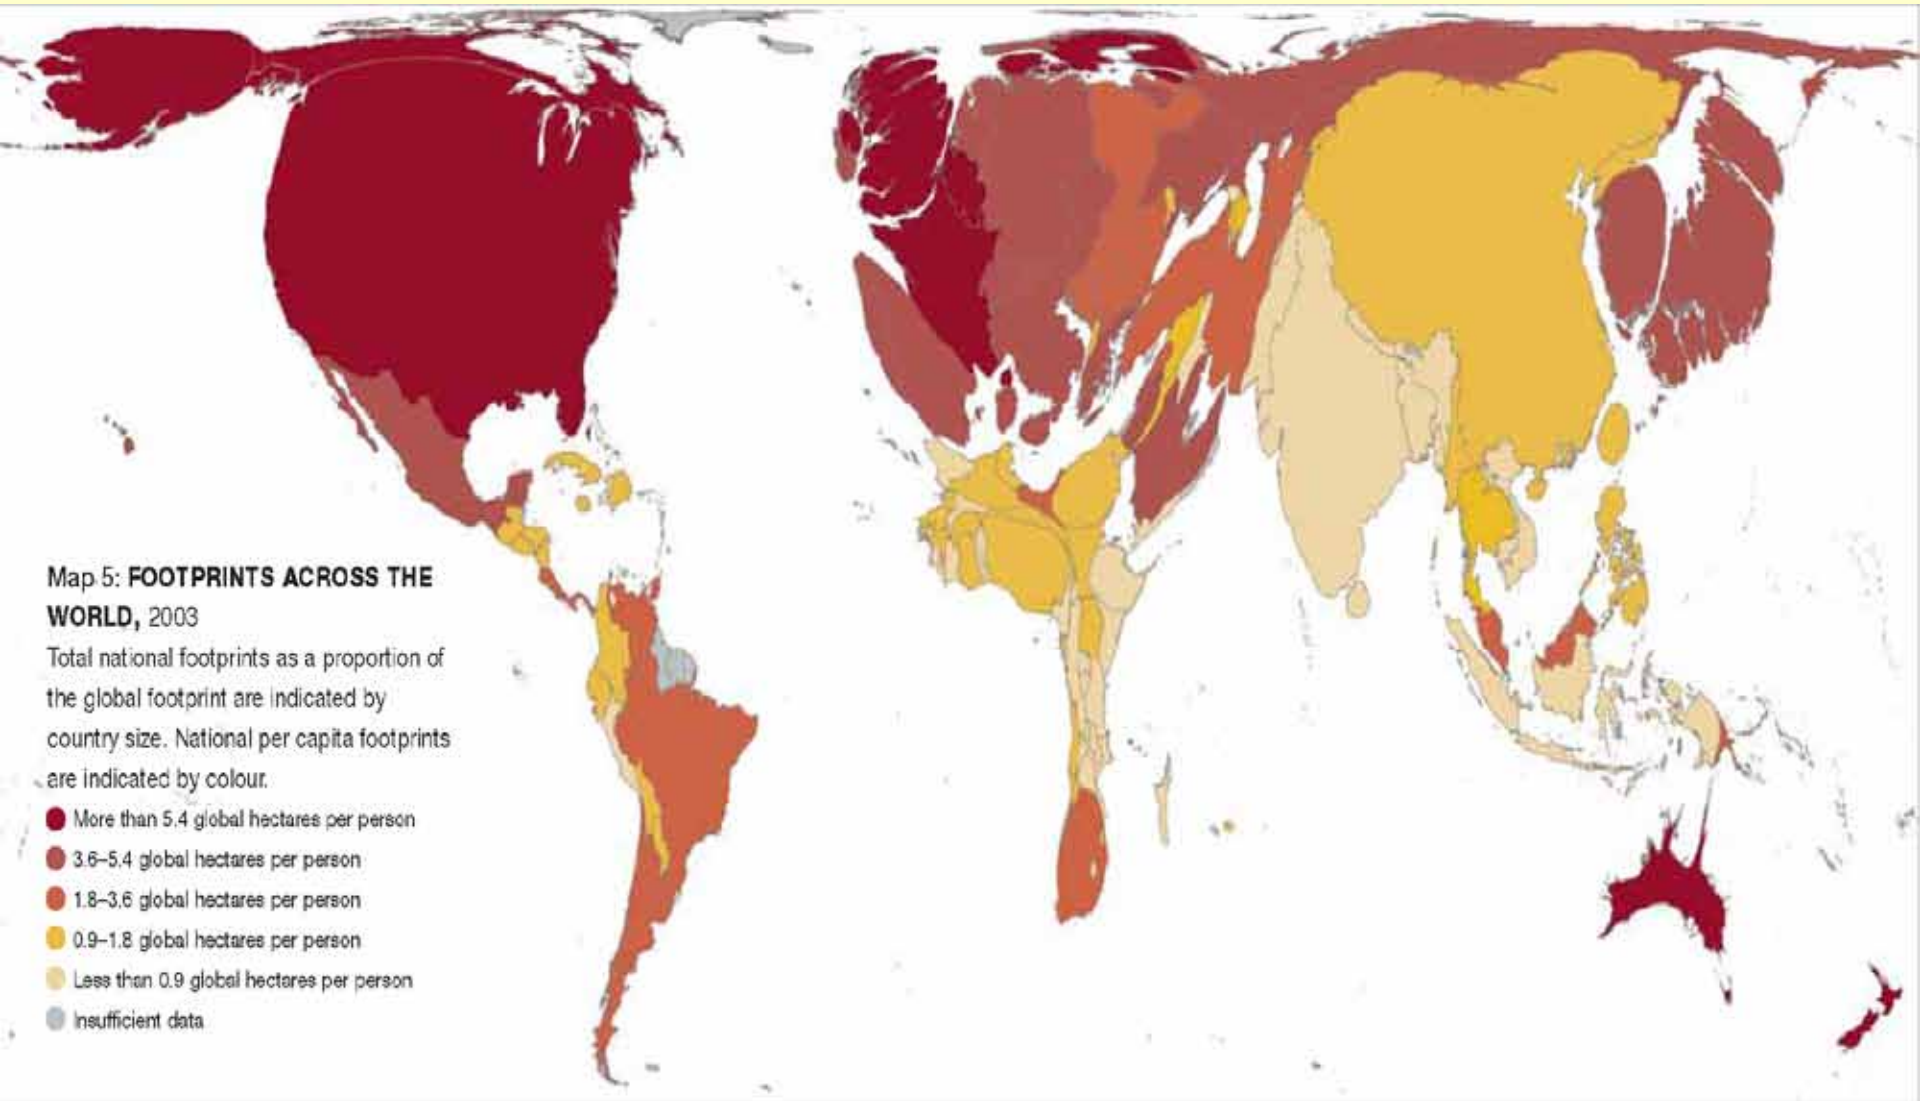 Map 5: FOOTPRINTS ACROSS THE
WORLD, 2003
Total national footprints as a proportion of
the global footprint are indicated by
country size. National per capita footprints
are indicated by colour.
More than 5.4 global hectares per person
3.6–5.4 global hectares per person
1.8–3.6 global hectares per person
0.9–1.8 global hectares per person
Less than 0.9 global hectares per person
Insufficient data